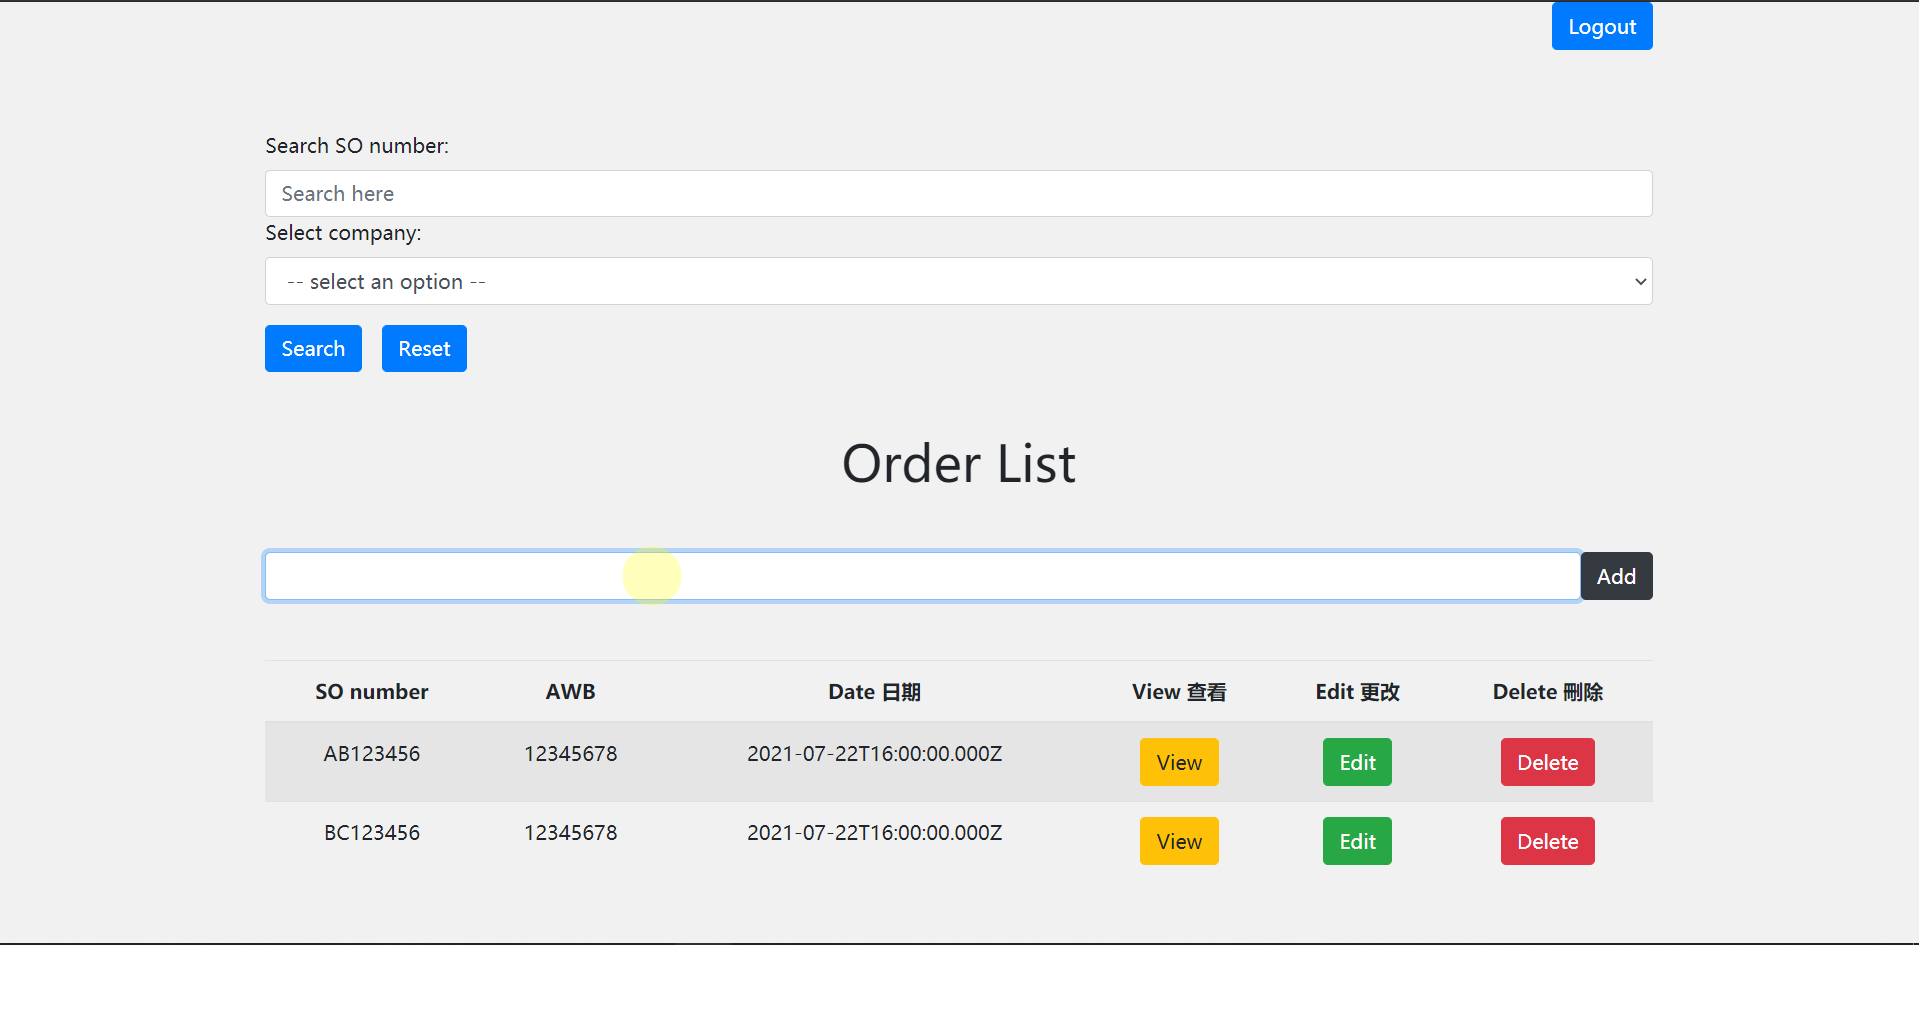 Logout
Search SO number:
Search here
Select company:
-- select an option --
Search Reset
Order List
Add
SO number AWB Date 日期 View 查看 Edit 更改 Delete 刪除
AB123456 12345678 2021-07-22T16:00:00.000Z View Edit Delete
BC123456 12345678 2021-07-22T16:00:00.000Z View Edit Delete